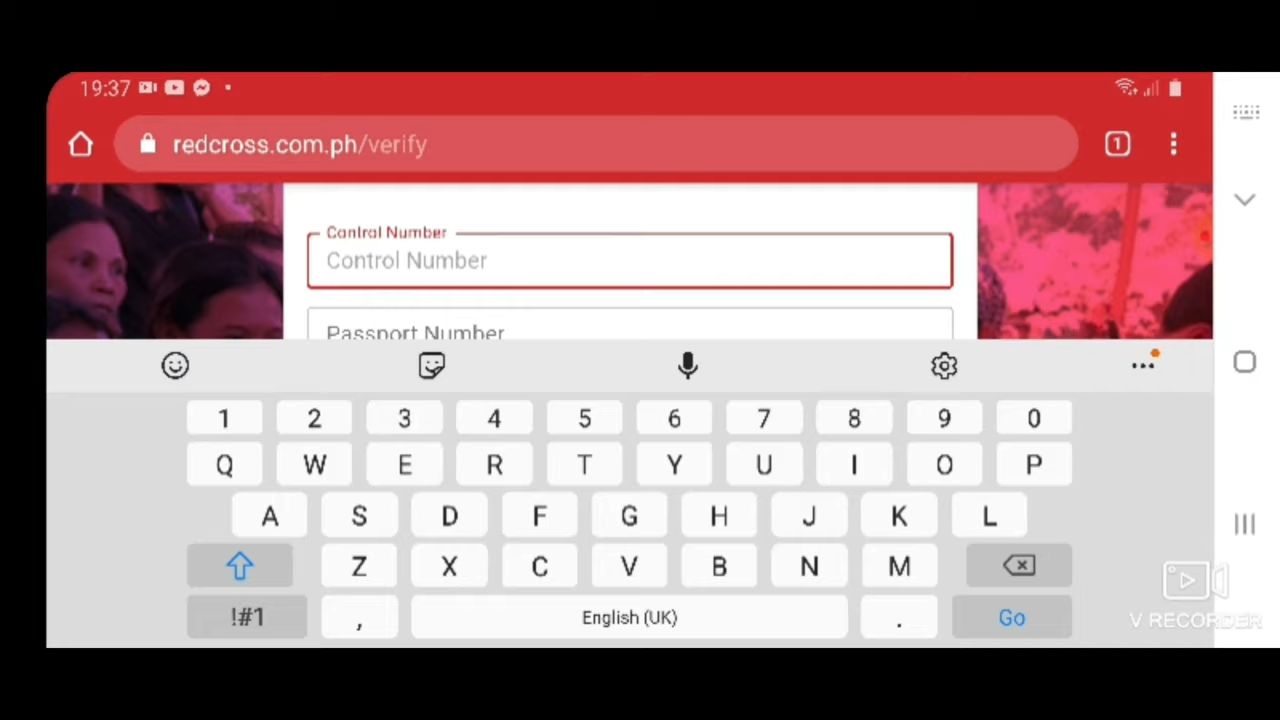 19:37
redcross.com.ph/verify
1
Control Number
Control Number
Passport Number
1 2 3 4 5 6 7 8 9 0
Q W E R T Y U I O P
A S D F G H J K L
Z X C V B N M
!#1 , English (UK) . Go
V RECORDER